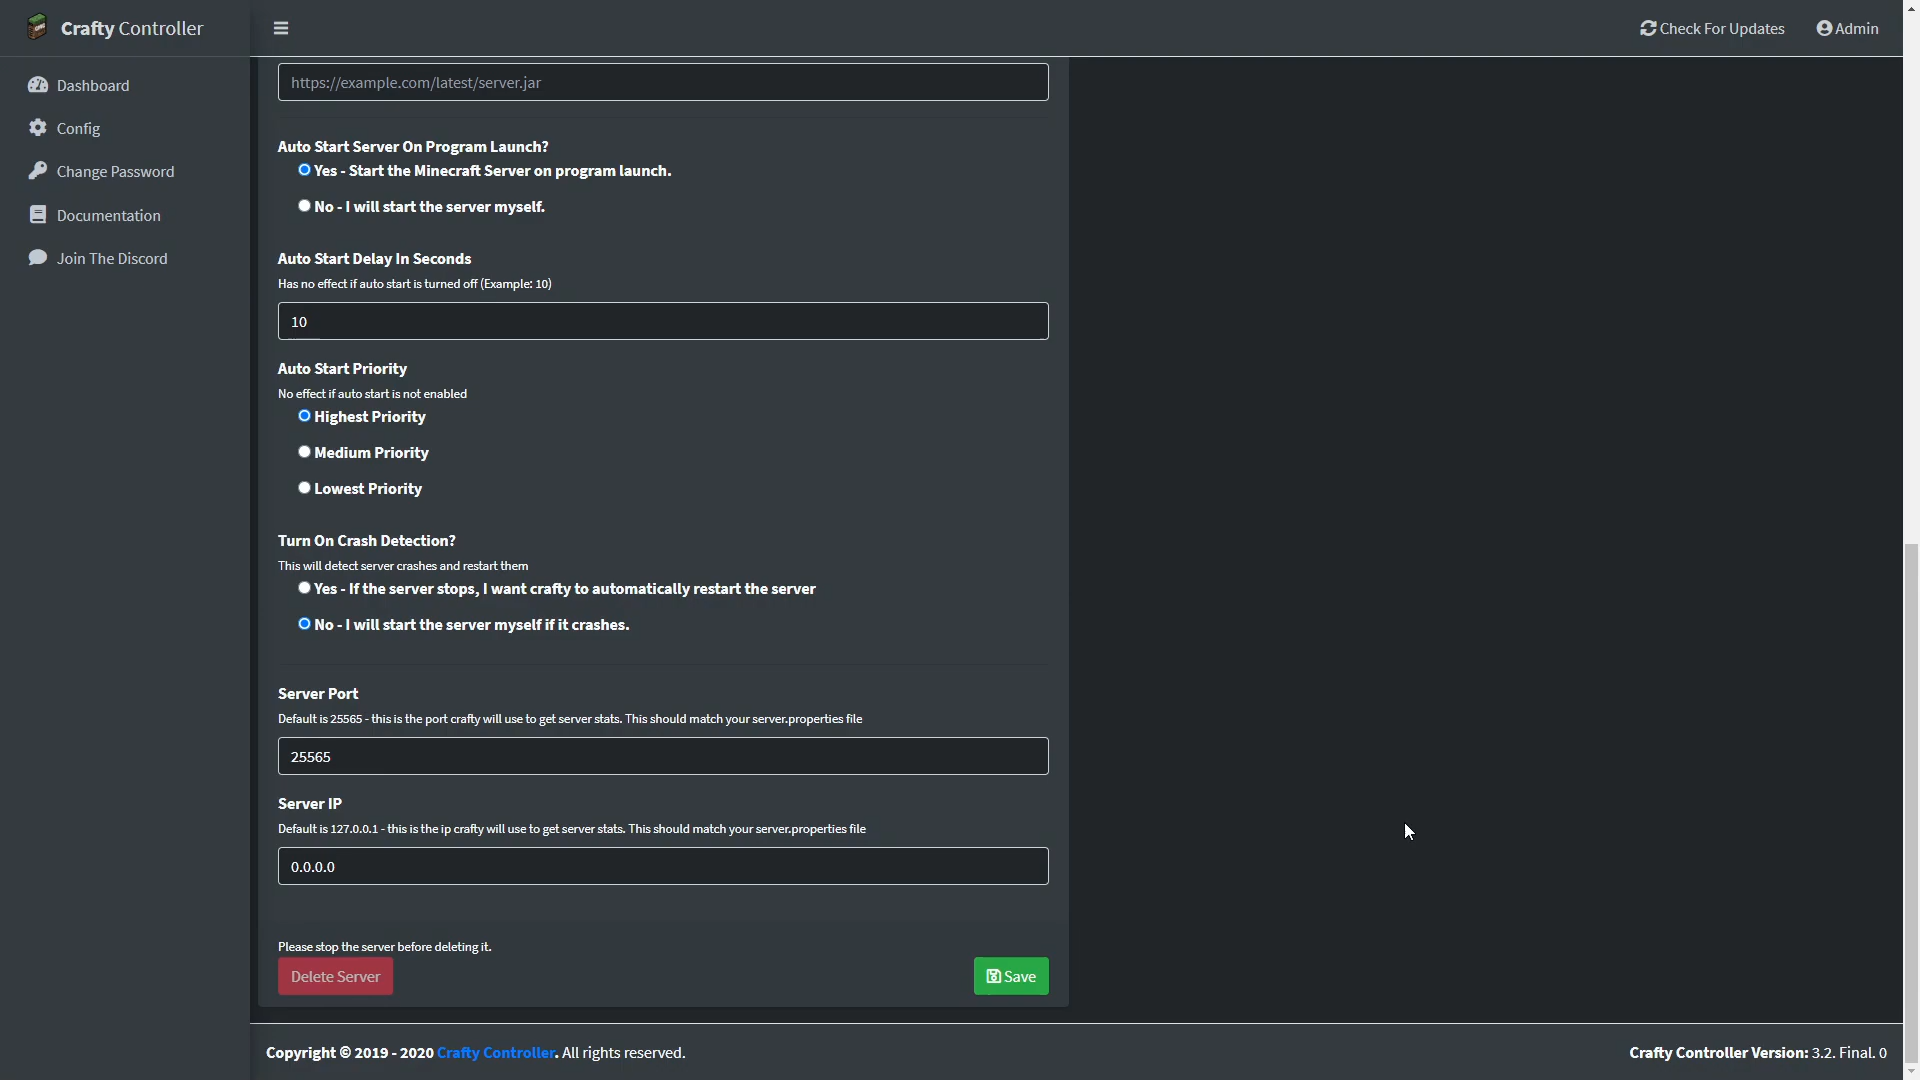 Crafty Controller
Check For Updates
Admin
Dashboard
Config
Change Password
Documentation
Join The Discord
https://example.com/latest/server.jar
Auto Start Server On Program Launch?
Yes - Start the Minecraft Server on program launch.
No - I will start the server myself.
Auto Start Delay In Seconds
Has no effect if auto start is turned off (Example: 10)
10
Auto Start Priority
No effect if auto start is not enabled
Highest Priority
Medium Priority
Lowest Priority
Turn On Crash Detection?
This will detect server crashes and restart them
Yes - If the server stops, I want crafty to automatically restart the server
No - I will start the server myself if it crashes.
Server Port
Default is 25565 - this is the port crafty will use to get server stats. This should match your server.properties file
25565
Server IP
Default is 127.0.0.1 - this is the ip crafty will use to get server stats. This should match your server.properties file
0.0.0.0
Please stop the server before deleting it.
Delete Server
Save
Copyright © 2019 - 2020 Crafty Controller. All rights reserved.
Crafty Controller Version: 3.2. Final. 0